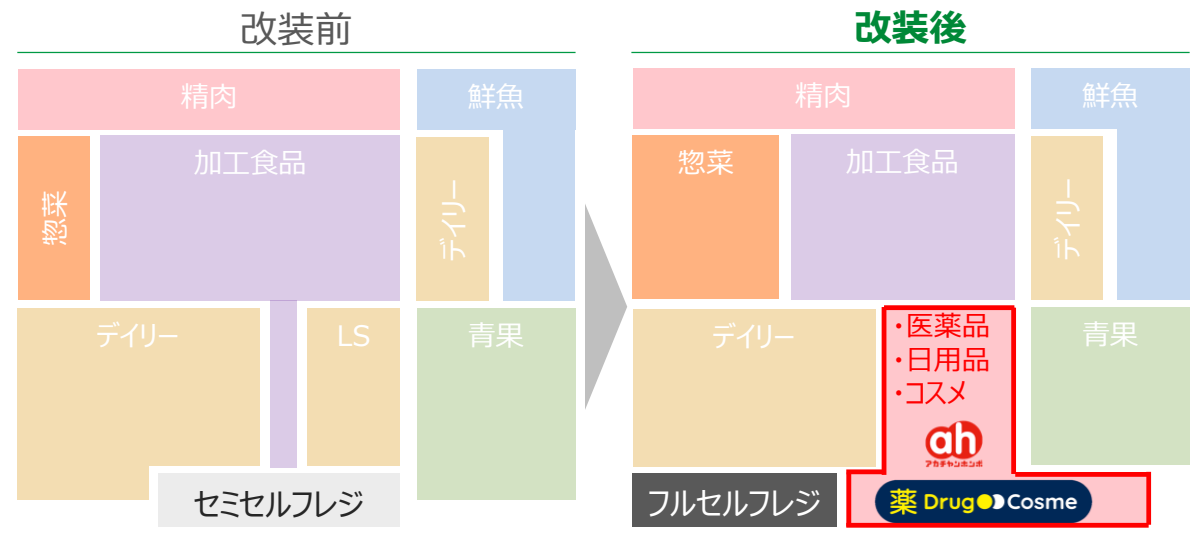 改装前
精肉
鮮魚
惣菜
加工食品
デイリー
デイリー
LS
青果
セミセルフレジ
改装後
精肉
鮮魚
惣菜
加工食品
デイリー
デイリー
・医薬品
・日用品
・コスメ
ah
アカチャンホンポ
青果
フルセルフレジ
薬 Drug Cosme